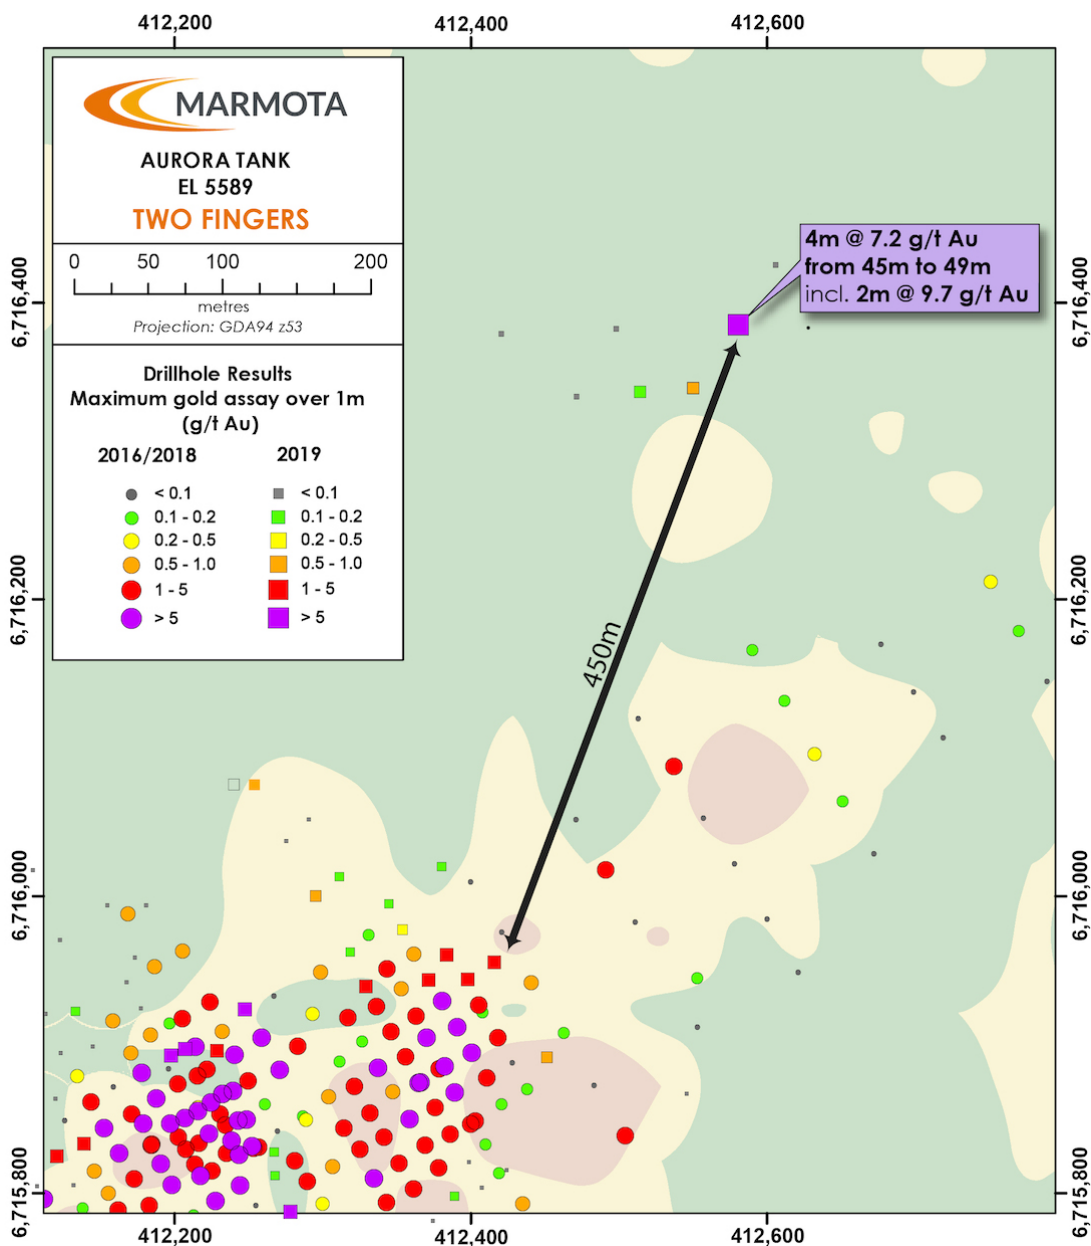 412,200 412,400 412,600
MARMOTA
AURORA TANK
EL 5589
TWO FINGERS
0 50 100 200
metres
Projection: GDA94 z53
Drillhole Results
Maximum gold assay over 1m
(g/t Au)
2016/2018 2019
< 0.1 < 0.1
0.1 - 0.2 0.1 - 0.2
0.2 - 0.5 0.2 - 0.5
0.5 - 1.0 0.5 - 1.0
1 - 5 1 - 5
> 5 > 5
4m @ 7.2 g/t Au
from 45m to 49m
incl. 2m @ 9.7 g/t Au
6,716,400 6,716,400
6,716,200 6,716,200
450m
6,716,000 6,716,000
6,715,800 6,715,800
412,200 412,400 412,600